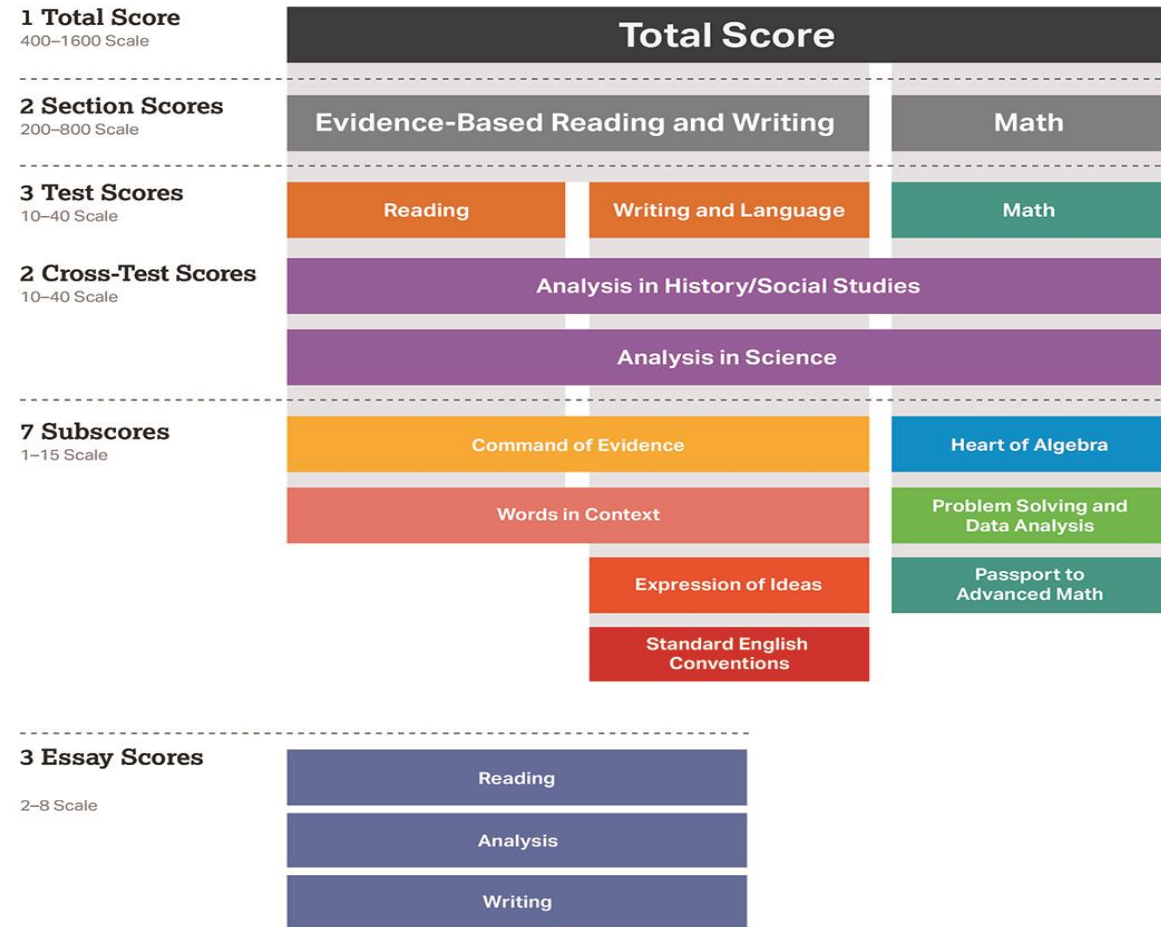 1 Total Score
400–1600 Scale
Total Score
2 Section Scores
200–800 Scale
Evidence-Based Reading and Writing
Math
3 Test Scores
10–40 Scale
Reading
Writing and Language
Math
2 Cross-Test Scores
10–40 Scale
Analysis in History/Social Studies
Analysis in Science
7 Subscores
1–15 Scale
Command of Evidence
Heart of Algebra
Words in Context
Problem Solving and
Data Analysis
Expression of Ideas
Passport to
Advanced Math
Standard English
Conventions
3 Essay Scores
2–8 Scale
Reading
Analysis
Writing